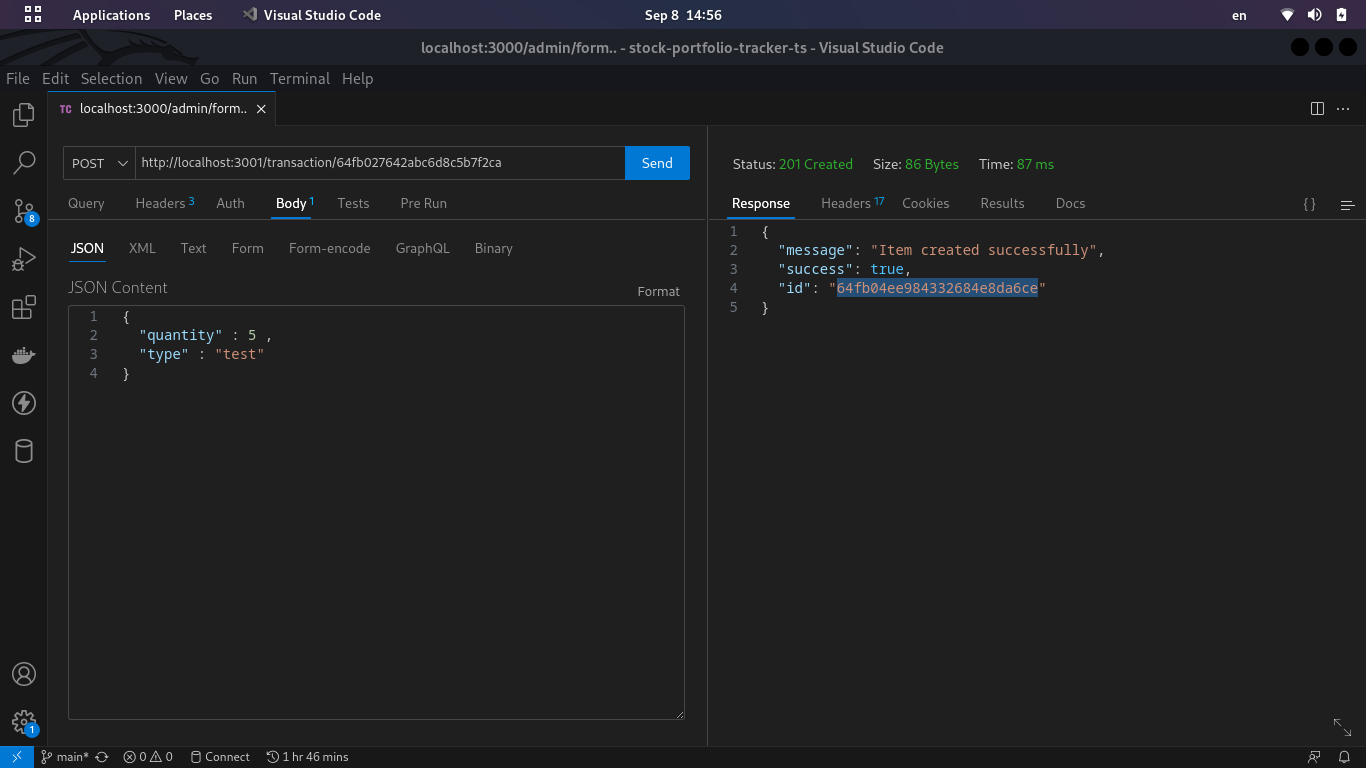 Applications Places Visual Studio Code Sep 8 14:56 en
localhost:3000/admin/form.. - stock-portfolio-tracker-ts - Visual Studio Code
File Edit Selection View Go Run Terminal Help
TC localhost:3000/admin/form..
POST http://localhost:3001/transaction/64fb027642abc6d8c5b7f2ca Send
Status: 201 Created Size: 86 Bytes Time: 87 ms
Query Headers 3 Auth Body 1 Tests Pre Run
Response Headers 17 Cookies Results Docs { }
8
JSON XML Text Form Form-encode GraphQL Binary
JSON Content
Format
1 {
2 "quantity" : 5 ,
3 "type" : "test"
4 }
1 {
2 "message": "Item created successfully",
3 "success": true,
4 "id": "64fb04ee984332684e8da6ce"
5 }
1
main* 0 0 Connect 1 hr 46 mins